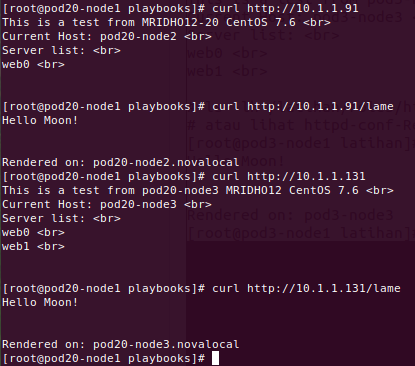 [root@pod20-node1 playbooks]# curl http://10.1.1.91
This is a test from MRIDHO12-20 CentOS 7.6 <br>
Current Host: pod20-node2 <br>
Server list: <br>
web0 <br>
[root@pod20-node1 playbooks]# curl http://10.1.1.91/lame
Hello Moon!
Rendered on: pod20-node2.novalocal
[root@pod20-node1 playbooks]# curl http://10.1.1.131
This is a test from pod20-node3 MRIDHO12 CentOS 7.6 <br>
Current Host: pod20-node3 <br>
Server list: <br>
web0 <br>
web1 <br>
[root@pod20-node1 playbooks]# curl http://10.1.1.131/lame
Hello Moon!
Rendered on: pod20-node3.novalocal
[root@pod20-node1 playbooks]#